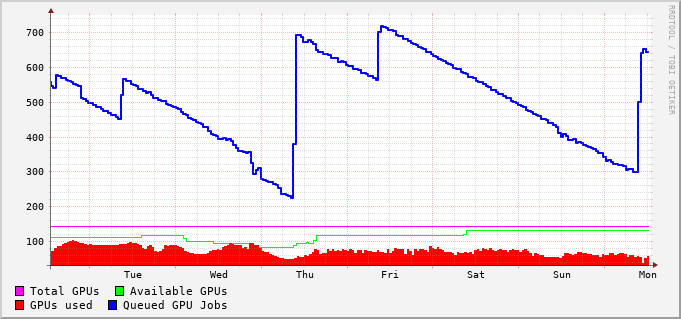 RRDTOOL / TOBI OETIKER
700
600
500
400
300
200
100
Tue Wed Thu Fri Sat Sun Mon
Total GPUs Available GPUs
GPUs used Queued GPU Jobs